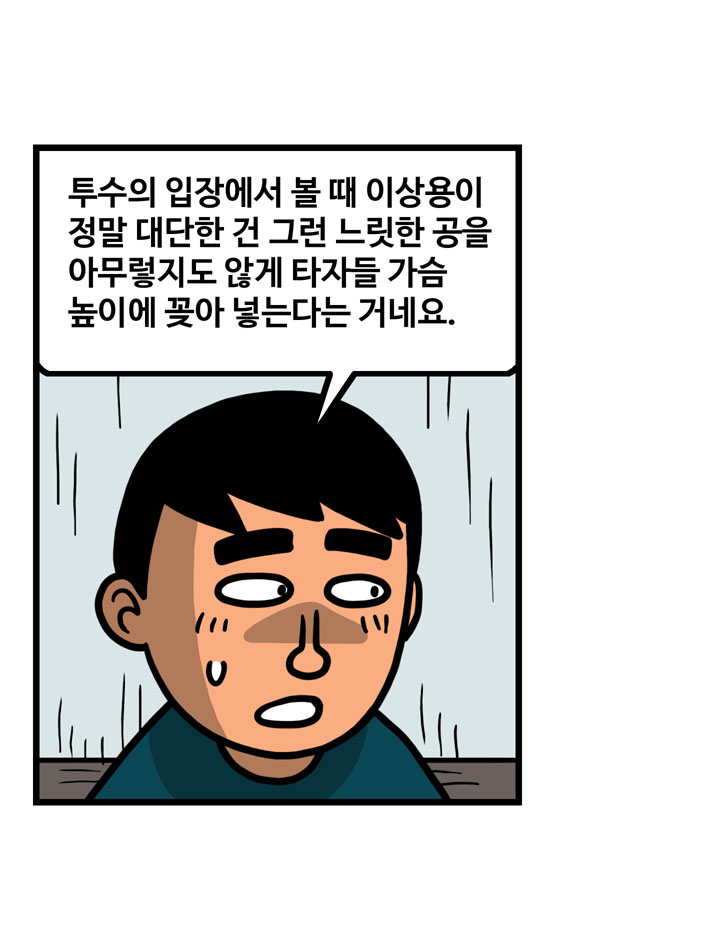 투수의 입장에서 볼 때 이상용이
정말 대단한 건 그런 느릿한 공을
아무렇지도 않게 타자들 가슴
높이에 꽂아 넣는다는 거네요.